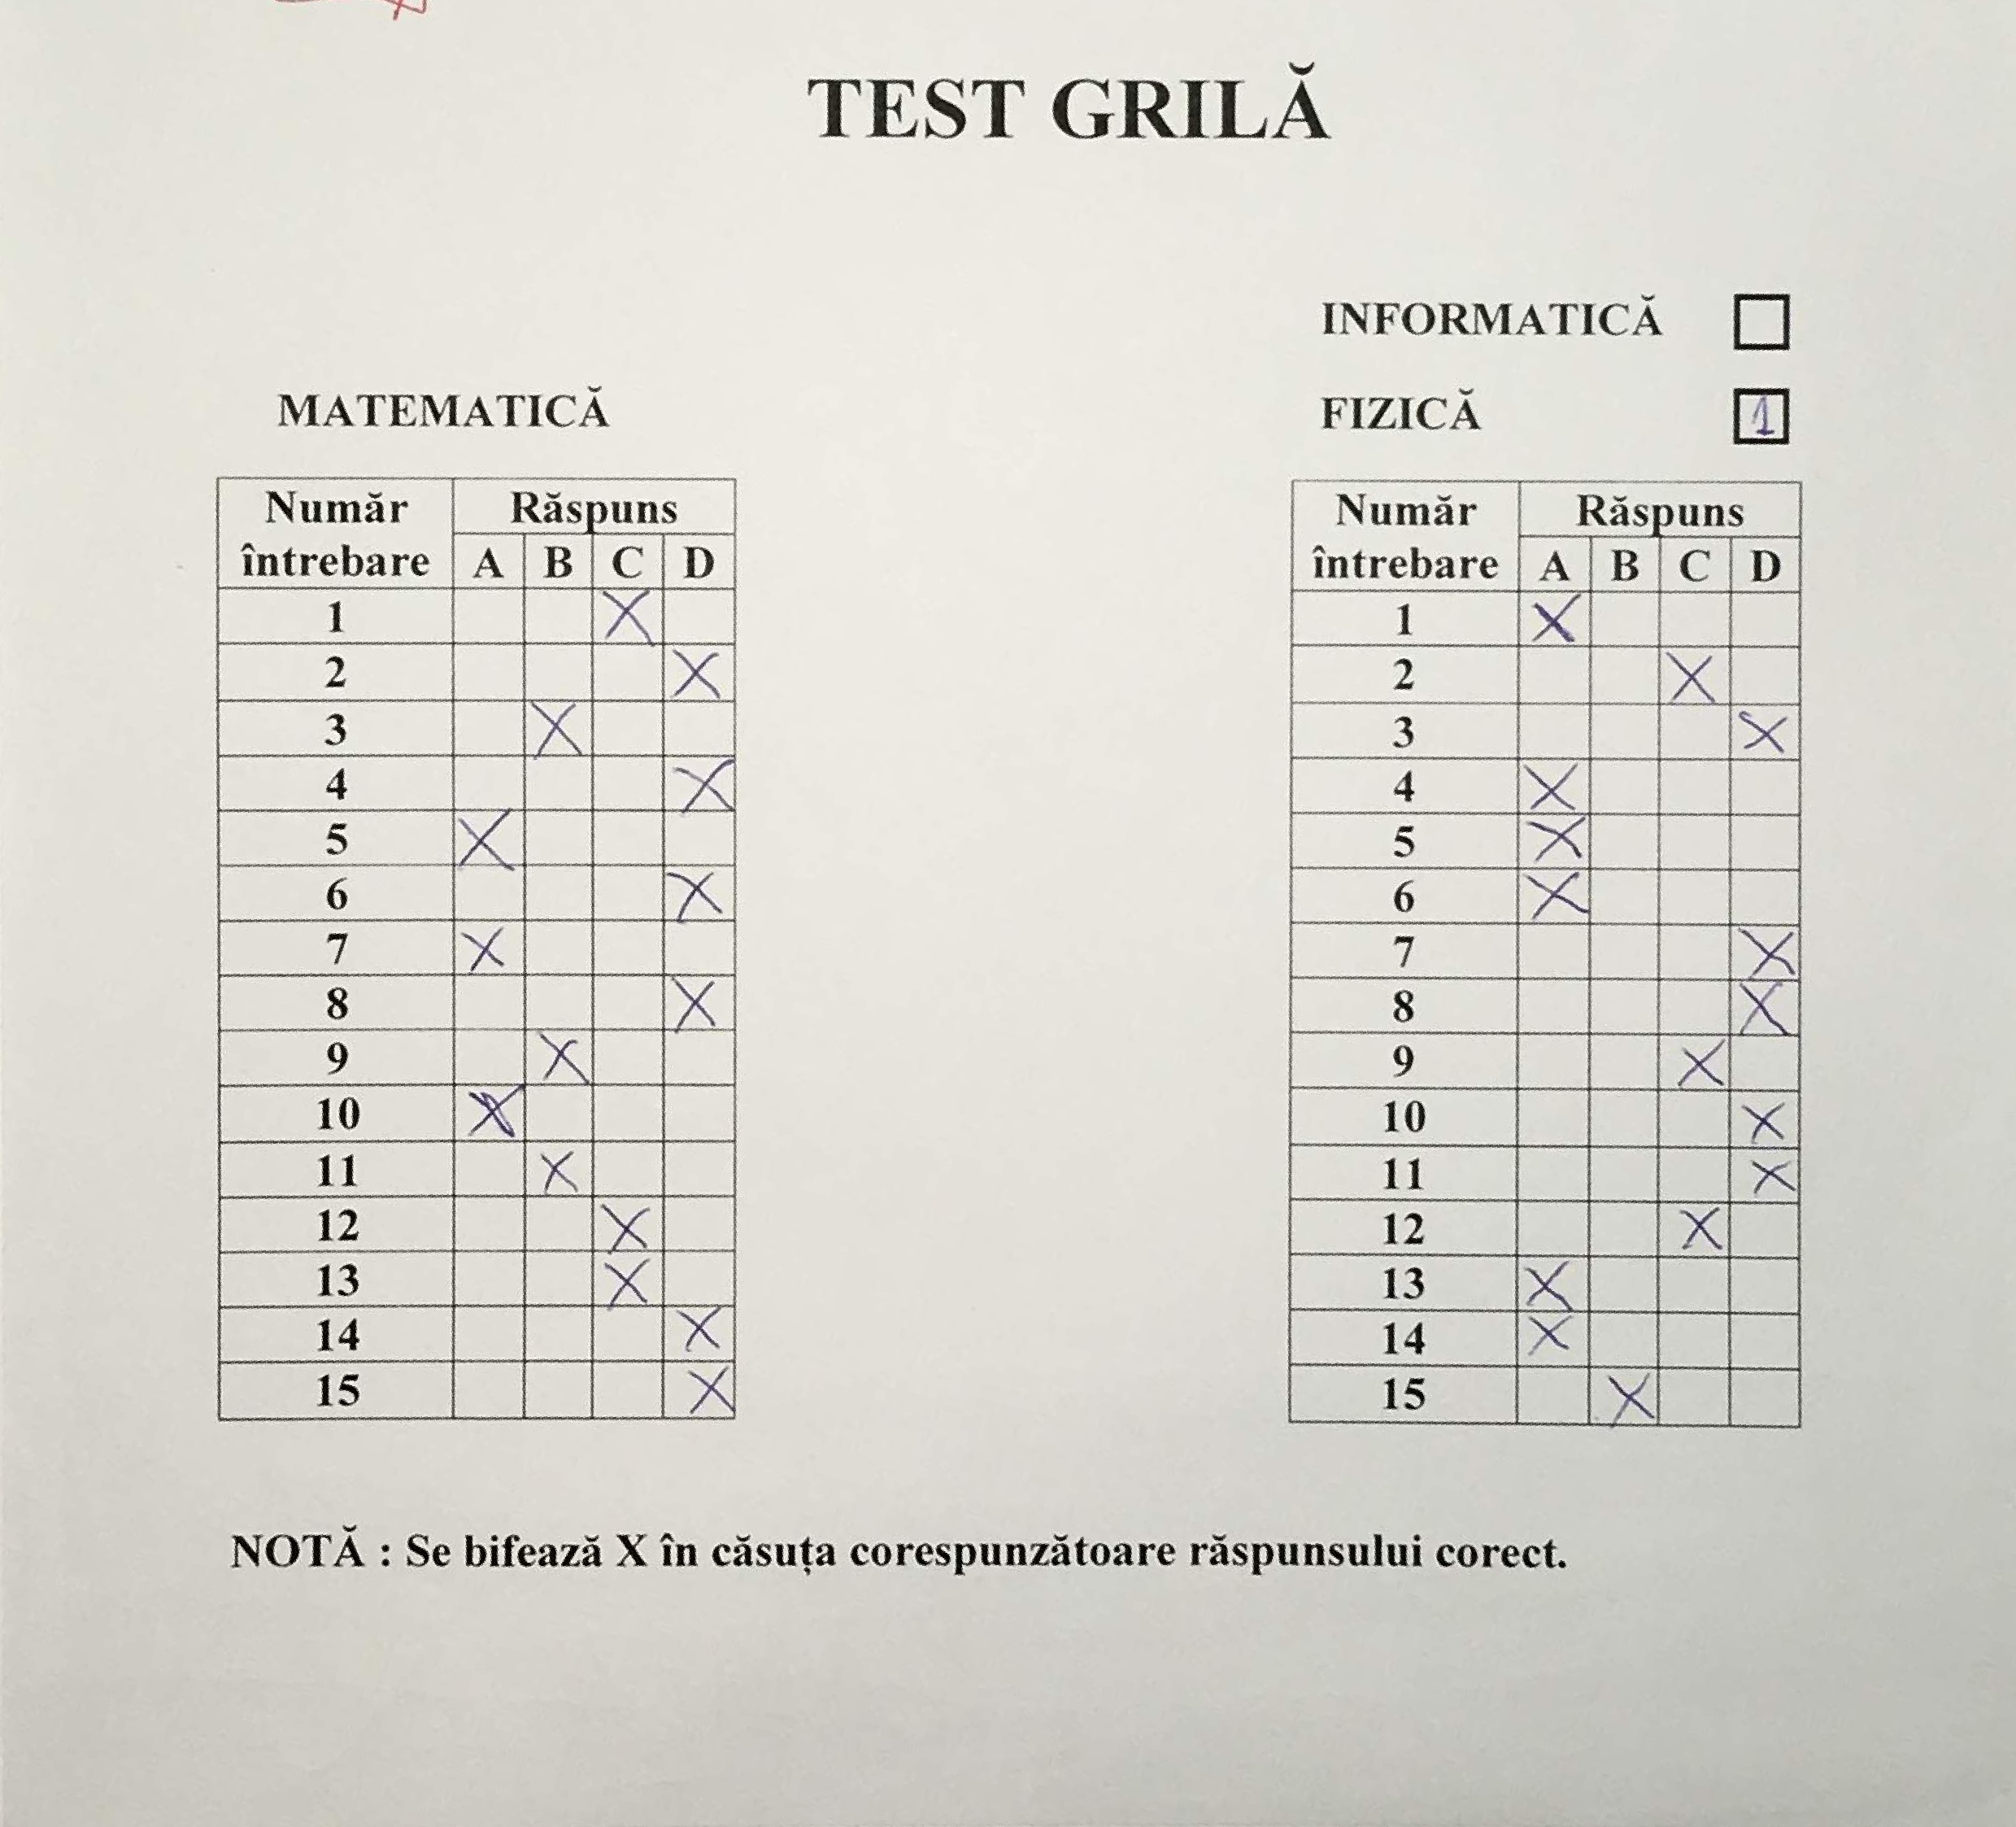 TEST GRILĂ
INFORMATICĂ
MATEMATICĂ
FIZICĂ 1
Număr întrebare Răspuns
A B C D
1 X
2 X
3 X
4 X
5 X
6 X
7 X
8 X
9 X
10 X
11 X
12 X
13 X
14 X
15 X
Număr întrebare Răspuns
A B C D
1 X
2 X
3 X
4 X
5 X
6 X
7 X
8 X
9 X
10 X
11 X
12 X
13 X
14 X
15 X
NOTĂ : Se bifează X în căsuța corespunzătoare răspunsului corect.